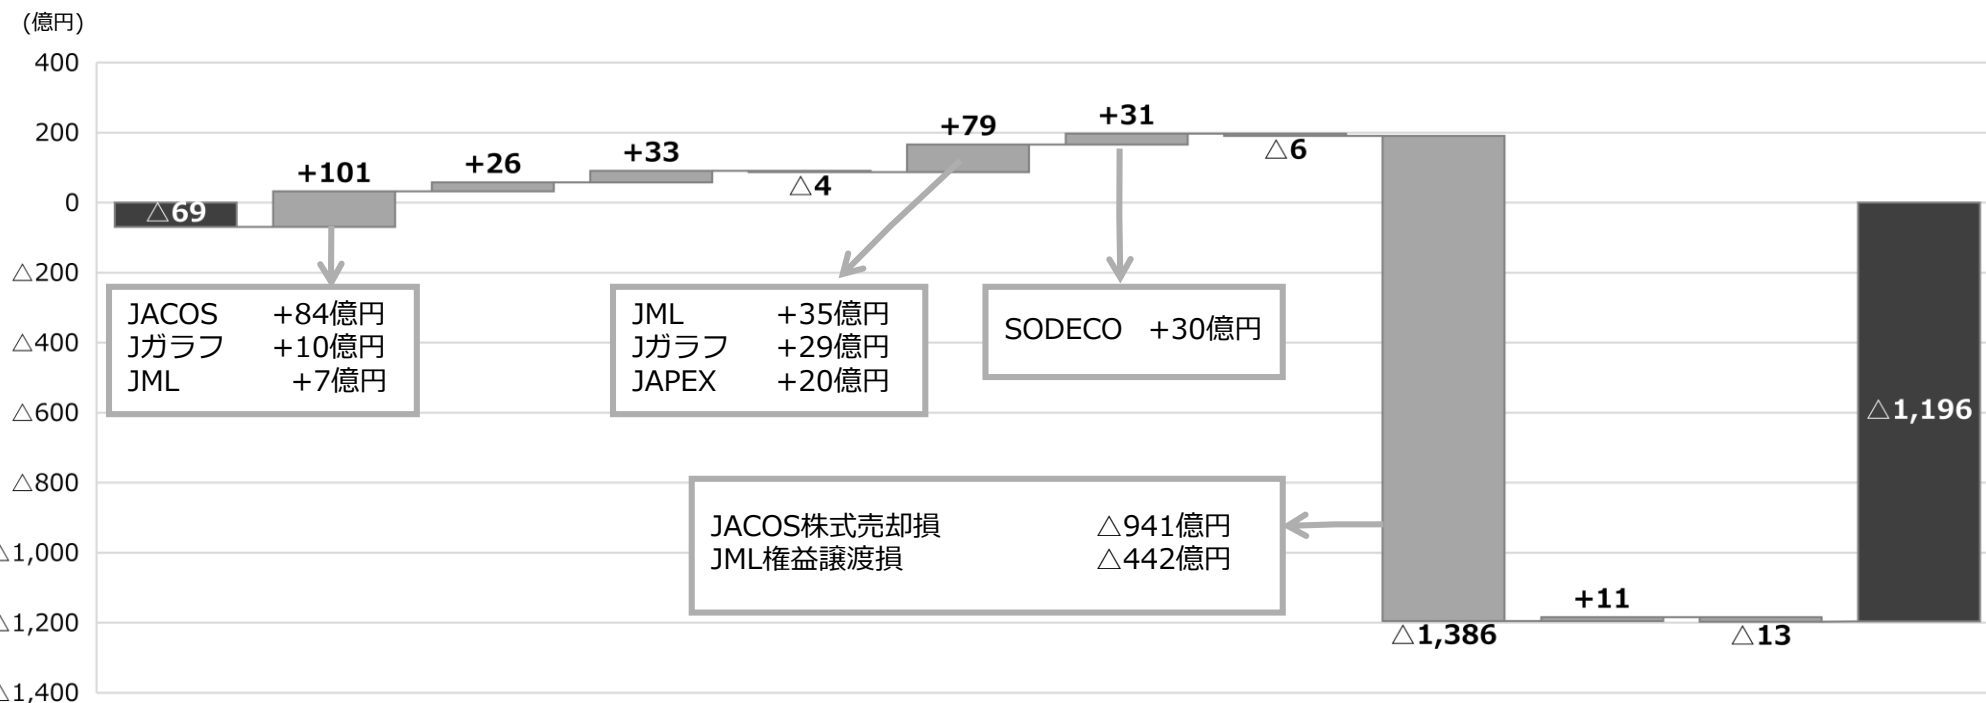 (億円)
400
200
0
△200
△400
△600
△800
△1,000
△1,200
△1,400
△69
+101
+26
+33
△4
+79
+31
△6
△1,386
+11
△13
△1,196
JACOS +84億円
Jガラフ +10億円
JML +7億円
JML +35億円
Jガラフ +29億円
JAPEX +20億円
SODECO +30億円
JACOS株式売却損 △941億円
JML権益譲渡損 △442億円